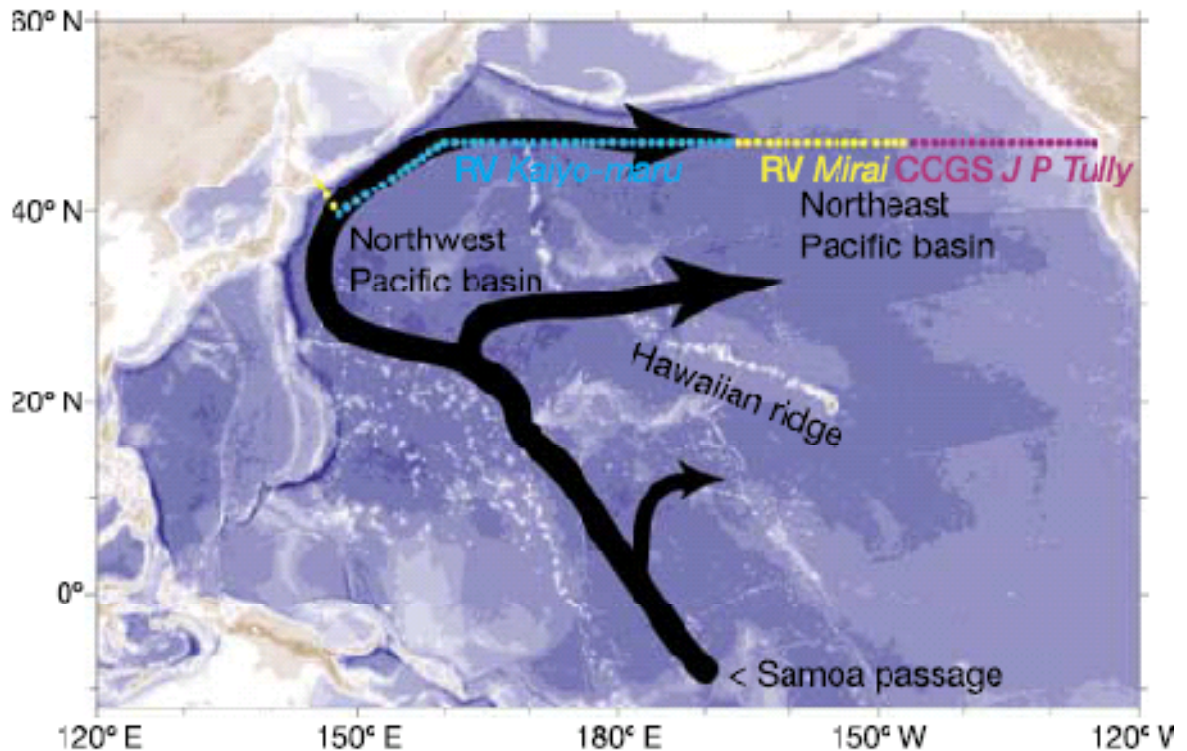 60° N
RV Kaiyo-maru RV Mirai CCGS J P Tully
40° N
Northeast
Pacific basin
Northwest
Pacific basin
Hawaiian ridge
20° N
0°
< Samoa passage
120° E 150° E 180° E 150° W 120° W